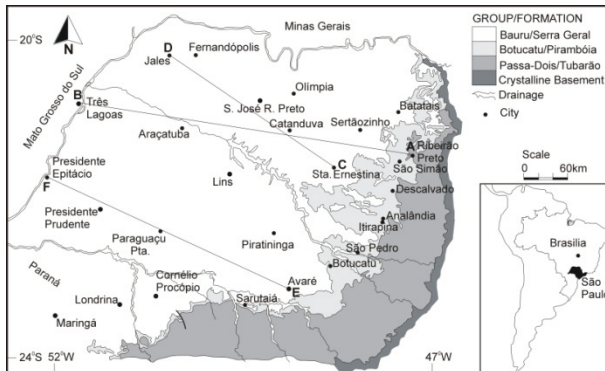 GROUP/FORMATION
Bauru/Serra Geral
Botucatu/Pirambóia
Passa-Dois/Tubarão
Crystalline Basement
Drainage
City
Scale
0 60km
Brasilia
São
Paulo
20°S
24°S
52°W
47°W
N
Minas Gerais
Mato Grosso do Sul
Paraná
D
Jales
Fernandópolis
B
Três
Lagoas
Olímpia
S. José R. Preto
Catanduva
Sertãozinho
Batatais
Araçatuba
A
Ribeirão
Preto
C
Sta. Ernestina
São Simão
Presidente
Epitácio
F
Lins
Descalvado
Presidente
Prudente
Analândia
Itirapina
Paraguaçu
Pta.
Piratininga
São Pedro
Botucatu
Cornélio
Procópio
Avaré
E
Londrina
Sarutaiá
Maringá